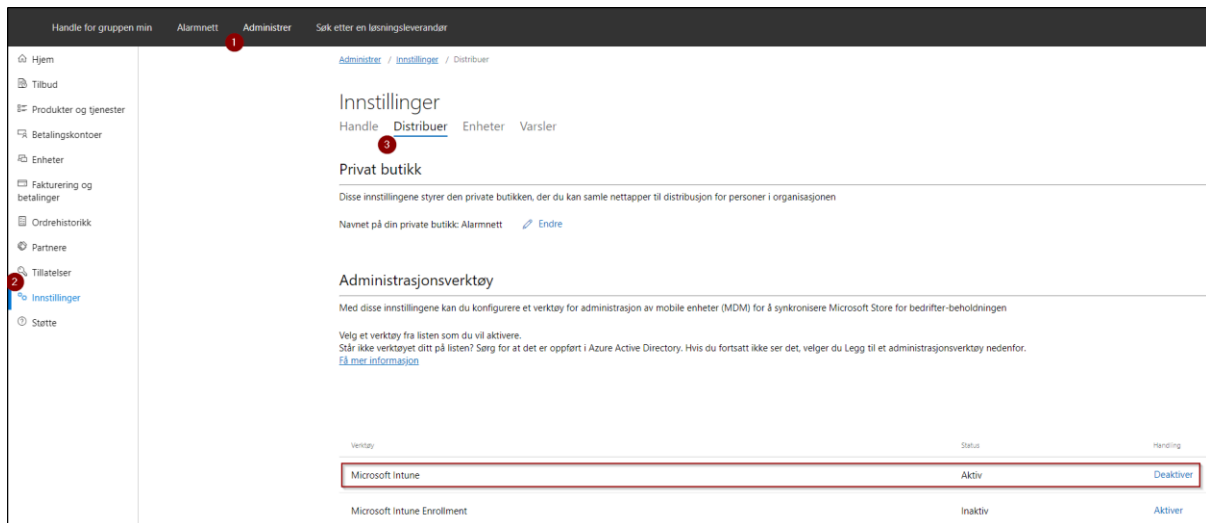 Handle for gruppen min Alarmnett Administrer Søk etter en løsningsleverandør
1
Hjem
Tilbud
Produkter og tjenester
Betalingskontoer
Enheter
Fakturering og
betalinger
Ordrehistorikk
Partnere
Tillatelser
2
Innstillinger
Støtte
Administrer / Innstillinger / Distribuer
Innstillinger
Handle Distribuer Enheter Varsler
3
Privat butikk
Disse innstillingene styrer den private butikken, der du kan samle nettapper til distribusjon for personer i organisasjonen
Navnet på din private butikk: Alarmnett Endre
Administrasjonsverktøy
Med disse innstillingene kan du konfigurere et verktøy for administrasjon av mobile enheter (MDM) for å synkronisere Microsoft Store for bedrifter-beholdningen
Velg et verktøy fra listen som du vil aktivere.
Står ikke verktøyet ditt på listen? Sørg for at det er oppført i Azure Active Directory. Hvis du fortsatt ikke ser det, velger du Legg til et administrasjonsverktøy nedenfor.
Få mer informasjon
Verktøy Status Handling
Microsoft Intune Aktiv Deaktiver
Microsoft Intune Enrollment Inaktiv Aktiver